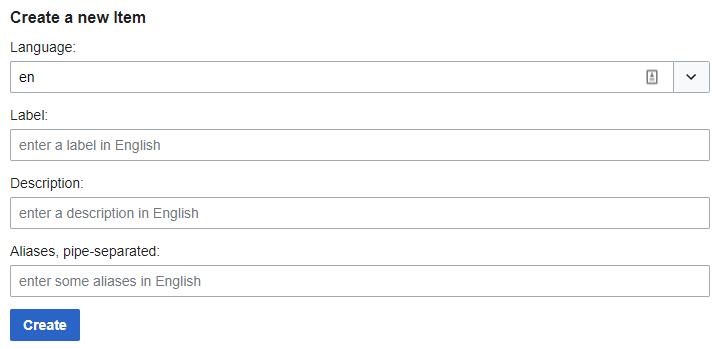 Create a new Item
Language:
en
Label:
enter a label in English
Description:
enter a description in English
Aliases, pipe-separated:
enter some aliases in English
Create